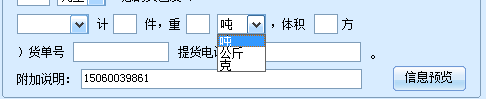 计 件，重 吨 ，体积 方
吨
）货单号 提货电 。
公斤
克
附加说明： 15060039861 信息预览